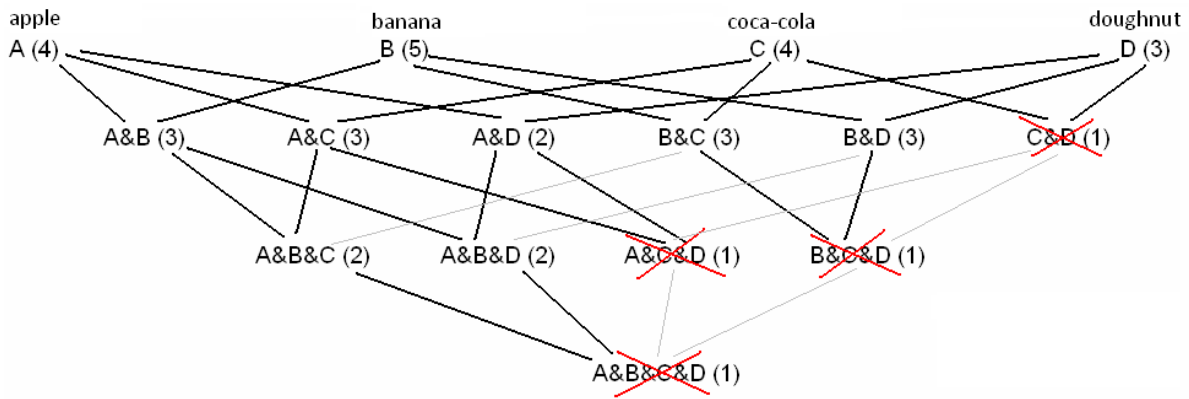 apple banana coca-cola doughnut
A (4) B (5) C (4) D (3)
A&B (3) A&C (3) A&D (2) B&C (3) B&D (3) C&D (1)
A&B&C (2) A&B&D (2) A&C&D (1) B&C&D (1)
A&B&C&D (1)